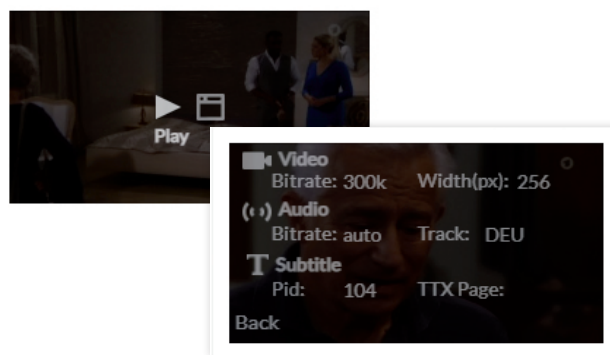 Play
Video
Bitrate: 300k Width(px): 256
Audio
Bitrate: auto Track: DEU
T Subtitle
Pid: 104 TTX Page:
Back